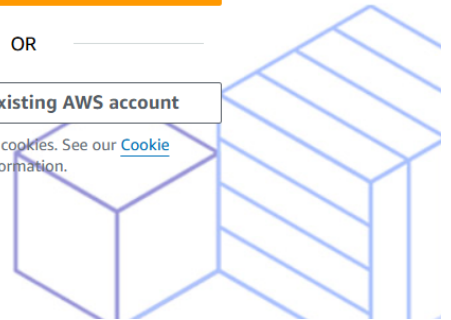 OR
xisting AWS account
cookies. See our Cookie
ormation.